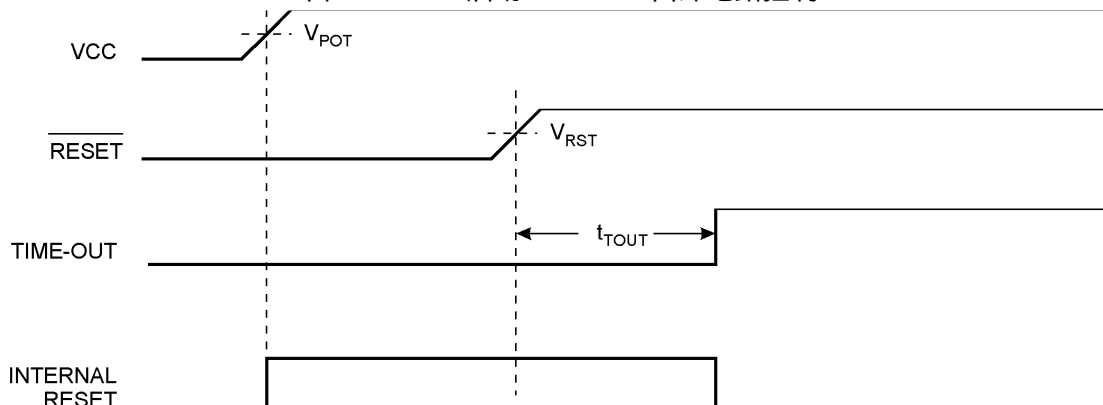 VCC
V_POT
RESET
V_RST
TIME-OUT
t_TOUT
INTERNAL
RESET